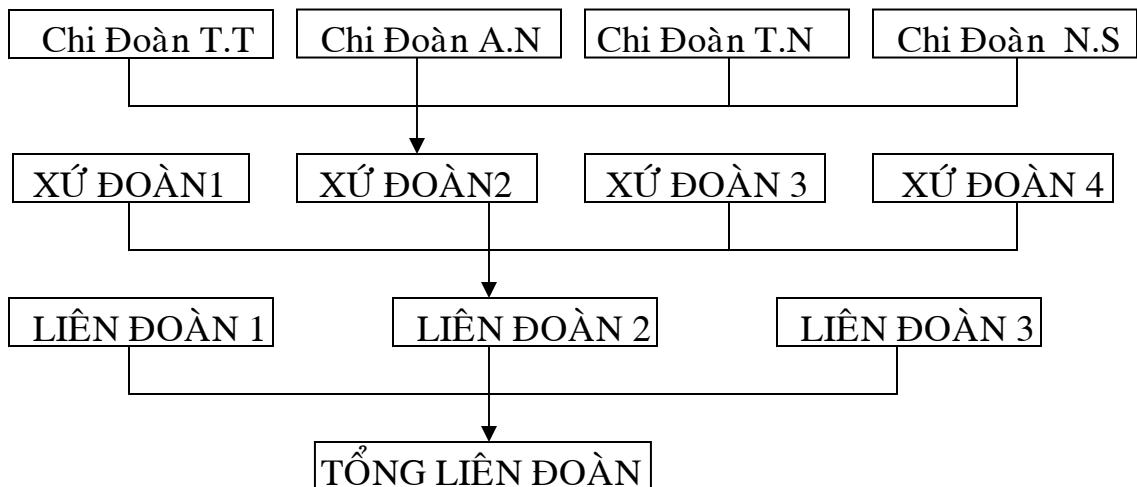 Chi Đoàn T.T
Chi Đoàn A.N
Chi Đoàn T.N
Chi Đoàn N.S
XỨ ĐOÀN1
XỨ ĐOÀN2
XỨ ĐOÀN 3
XỨ ĐOÀN 4
LIÊN ĐOÀN 1
LIÊN ĐOÀN 2
LIÊN ĐOÀN 3
TỔNG LIÊN ĐOÀN